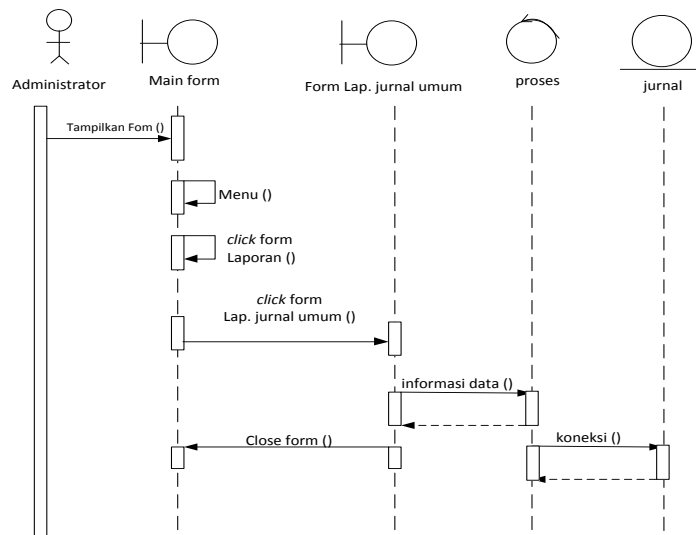 Administrator
Main form
Form Lap. jurnal umum
proses
jurnal
Tampilkan Fom ()
Menu ()
click form
Laporan ()
click form
Lap. jurnal umum ()
informasi data ()
Close form ()
koneksi ()